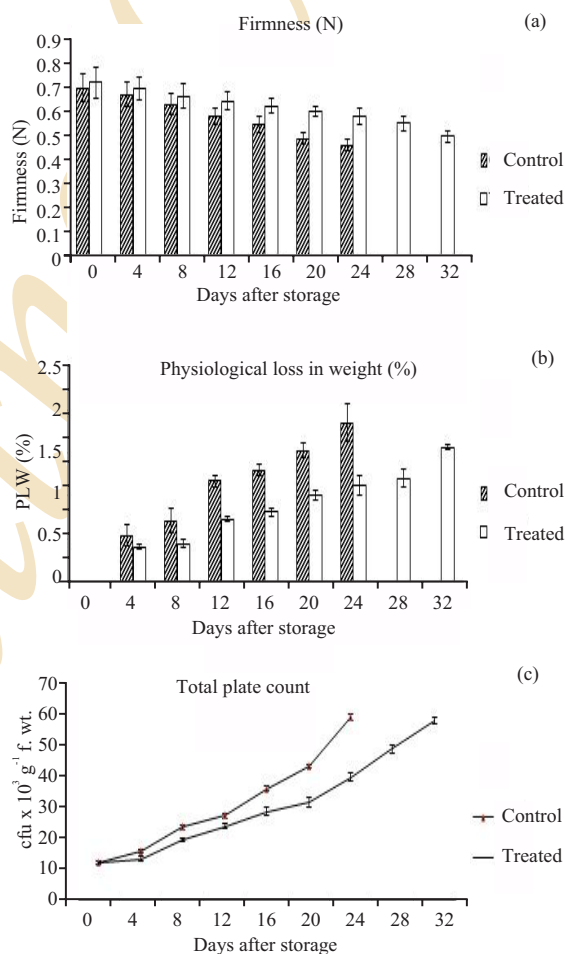 (a)
Firmness (N)
0.9
0.8
0.7
0.6
0.5
0.4
0.3
0.2
0.1
0
Firmness (N)
Control
Treated
0 4 8 12 16 20 24 28 32
Days after storage
(b)
Physiological loss in weight (%)
2.5
1.5
1
0.5
0
PLW (%)
Control
Treated
0 4 8 12 16 20 24 28 32
Days after storage
(c)
Total plate count
70
60
50
40
30
20
10
0
cfu x 10³ g⁻¹ f. wt.
Control
Treated
0 4 8 12 16 20 24 28 32
Days after storage